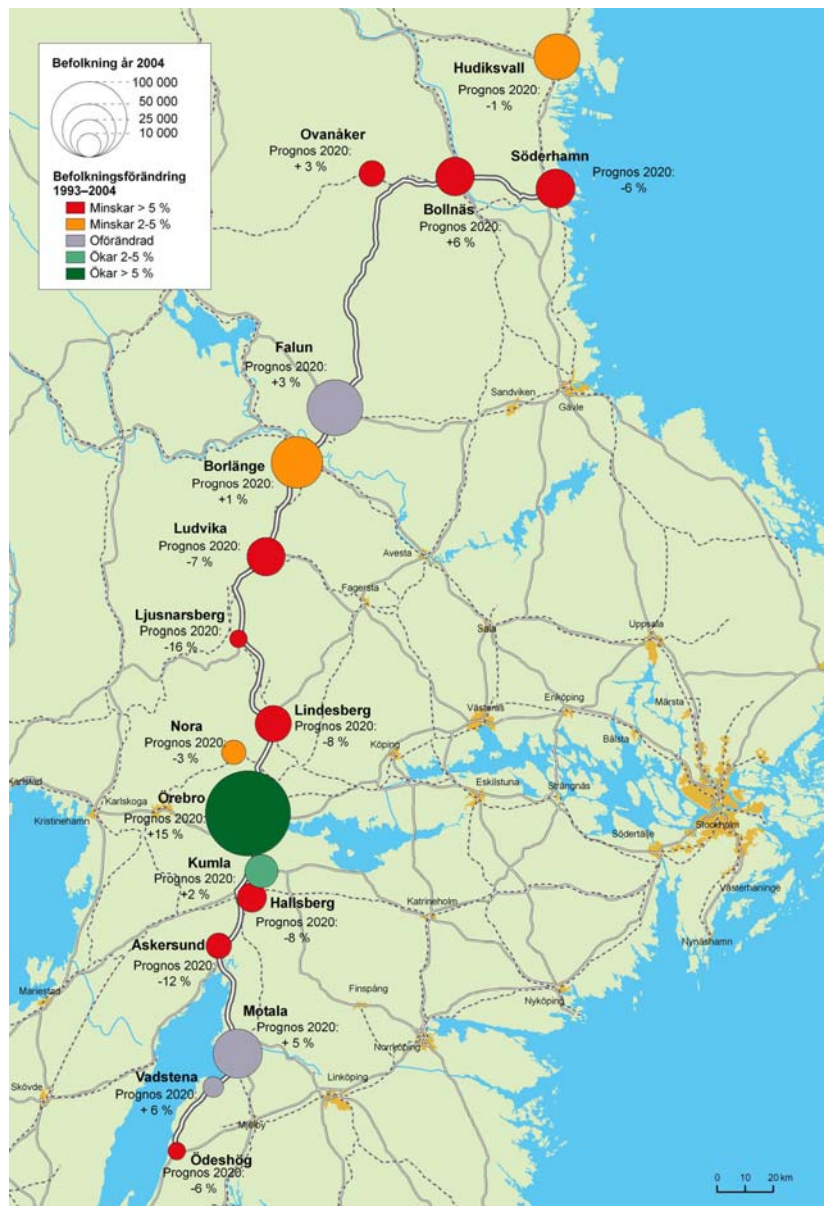 Befolkning år 2004
100 000
50 000
25 000
10 000
Befolkningsförändring
1993–2004
Minskar > 5 %
Minskar 2-5 %
Oförändrad
Ökar 2-5 %
Ökar > 5 %
Hudiksvall
Prognos 2020:
-1 %
Ovanåker
Prognos 2020:
+ 3 %
Söderhamn
Prognos 2020:
-6 %
Bollnäs
Prognos 2020:
+6 %
Falun
Prognos 2020:
+3 %
Sandviken
Gävle
Borlänge
Prognos 2020:
+1 %
Ludvika
Prognos 2020:
-7 %
Avesta
Fagersta
Ljusnarsberg
Prognos 2020:
-16 %
Sala
Uppsala
Lindesberg
Prognos 2020:
-8 %
Nora
Prognos 2020:
-3 %
Västerås
Enköping
Märsta
Bålsta
Köping
Karlstad
Kristinehamn
Karlskoga
Örebro
Prognos 2020:
+15 %
Eskilstuna
Strängnäs
Stockholm
Södertälje
Kumla
Prognos 2020:
+2 %
Västerhaninge
Hallsberg
Prognos 2020:
-8 %
Katrineholm
Nynäshamn
Askersund
Prognos 2020:
-12 %
Mariestad
Finspång
Nyköping
Motala
Prognos 2020:
+ 5 %
Norrköping
Vadstena
Prognos 2020:
+ 6 %
Linköping
Skövde
Mjölby
Ödeshög
Prognos 2020:
-6 %
0 10 20 km